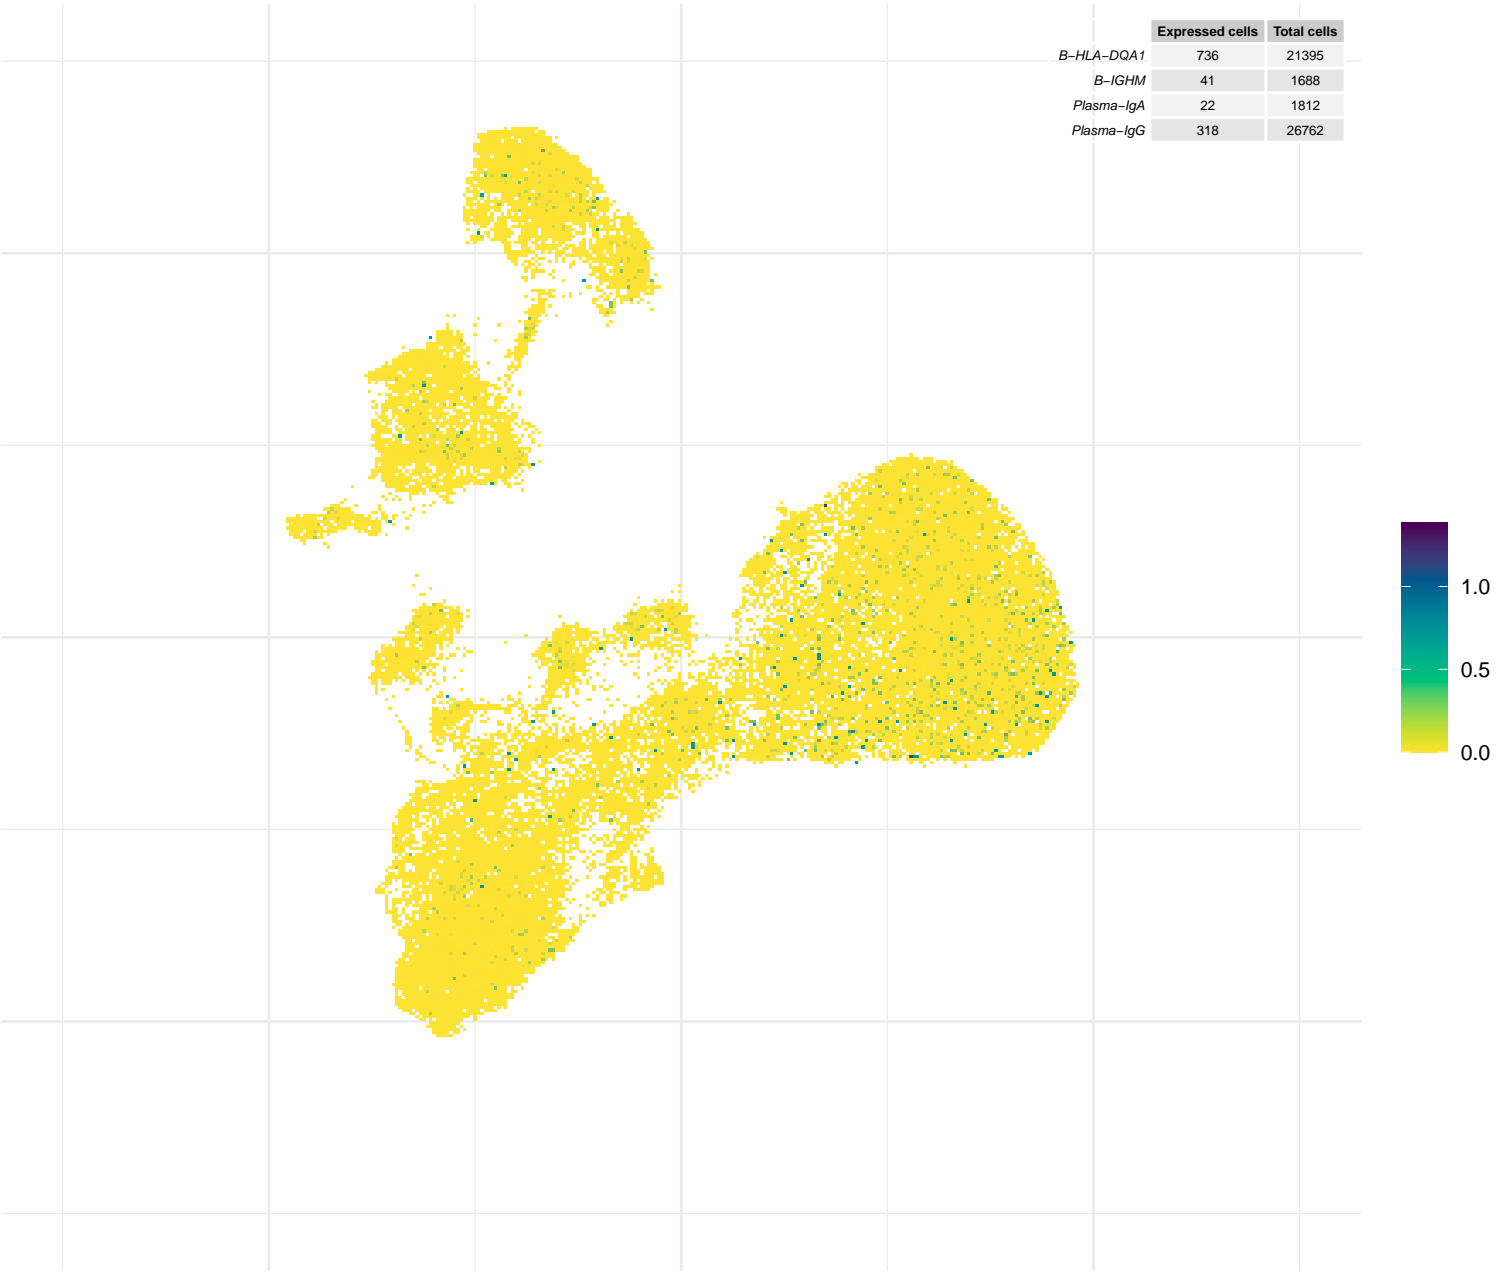 Expressed cells Total cells
B−HLA−DQA1 736 21395
B−IGHM 41 1688
Plasma−IgA 22 1812
Plasma−IgG 318 26762
1.0
0.5
0.0